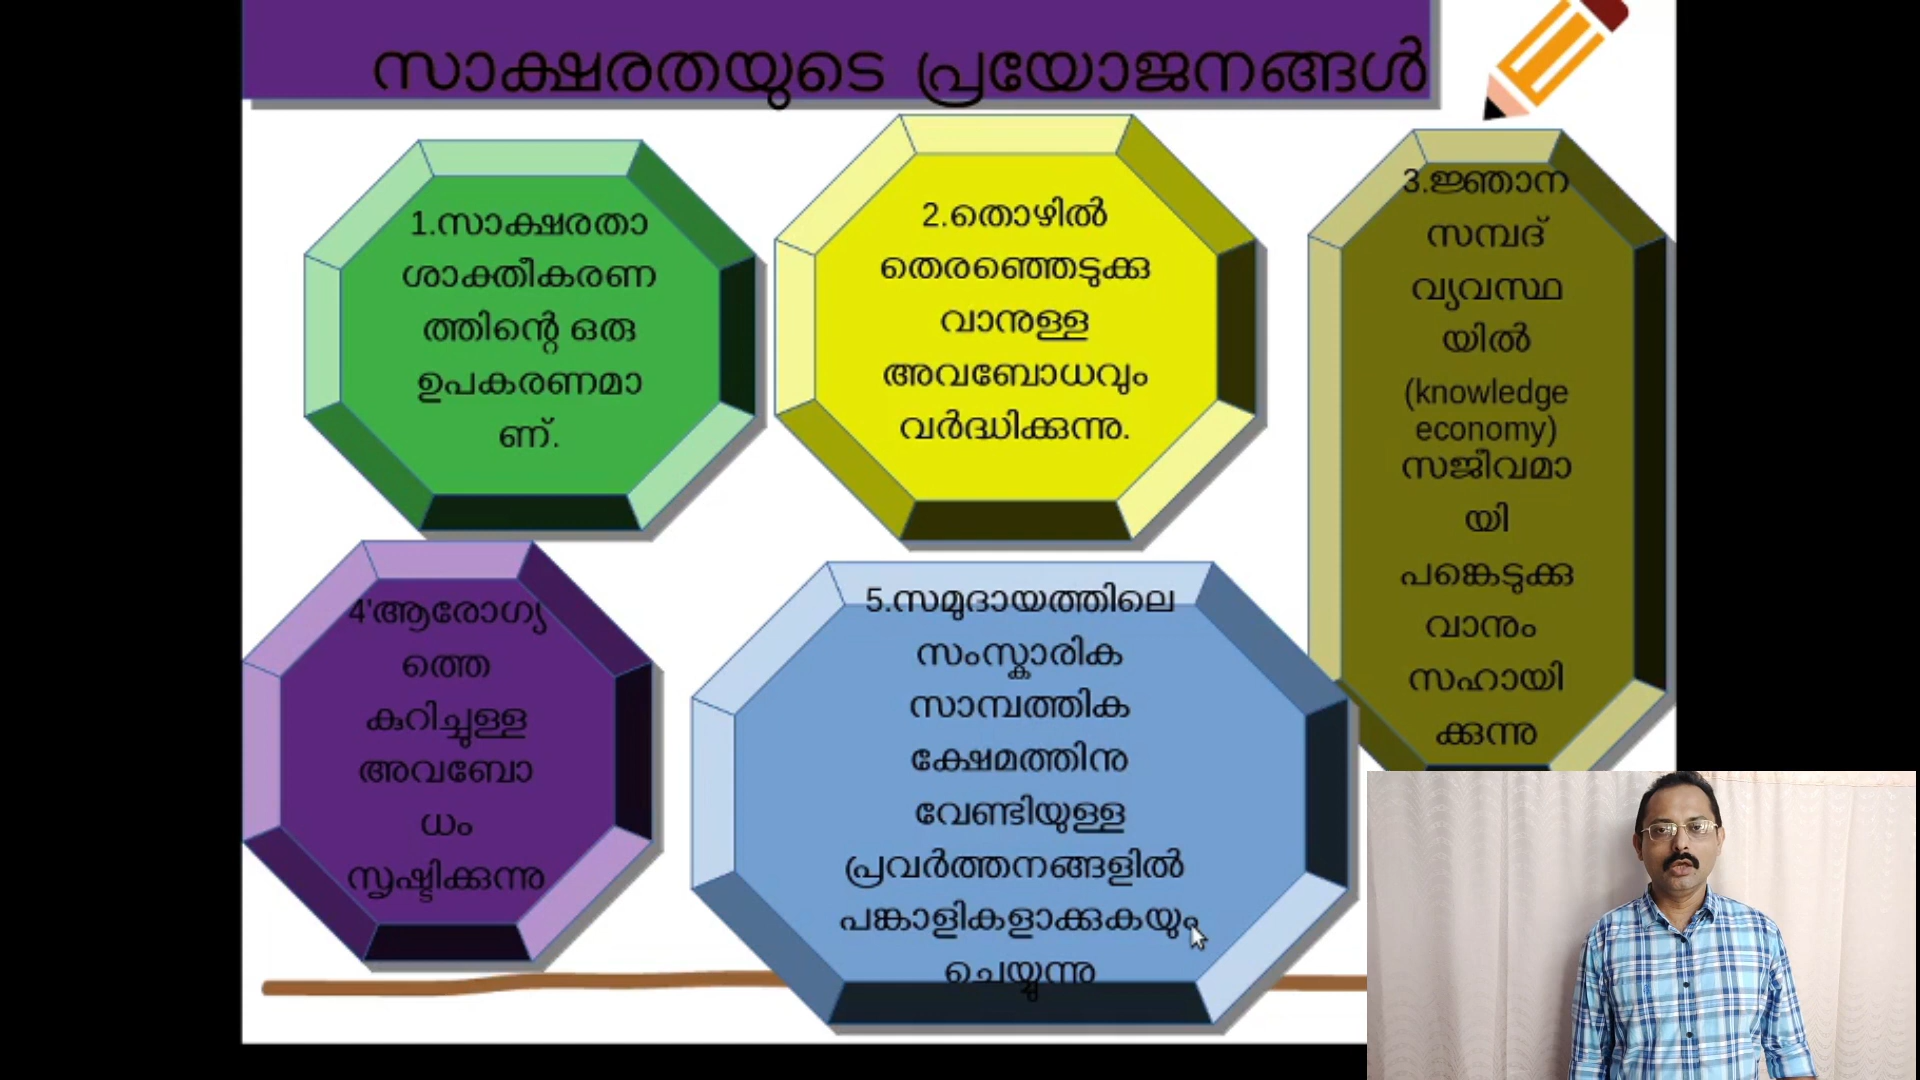 സാക്ഷരതയുടെ പ്രയോജനങ്ങൾ
1.സാക്ഷരതാ
ശാക്തീകരണ
ത്തിന്റെ ഒരു
ഉപകരണമാ
ണ്.
2.തൊഴിൽ
തെരഞ്ഞെടുക്കു
വാനുള്ള
അവബോധവും
വർദ്ധിക്കുന്നു.
3.ജ്ഞാന
സമ്പദ്
വ്യവസ്ഥ
യിൽ
(knowledge
economy)
സജീവമാ
യി
പങ്കെടുക്കു
വാനും
സഹായി
ക്കുന്നു
4'ആരോഗ്യ
ത്തെ
കുറിച്ചുള്ള
അവബോ
ധം
സൃഷ്ടിക്കുന്നു
5.സമുദായത്തിലെ
സംസ്കാരിക
സാമ്പത്തിക
ക്ഷേമത്തിനു
വേണ്ടിയുള്ള
പ്രവർത്തനങ്ങളിൽ
പങ്കാളികളാക്കുകയും
ചെയ്യുന്നു